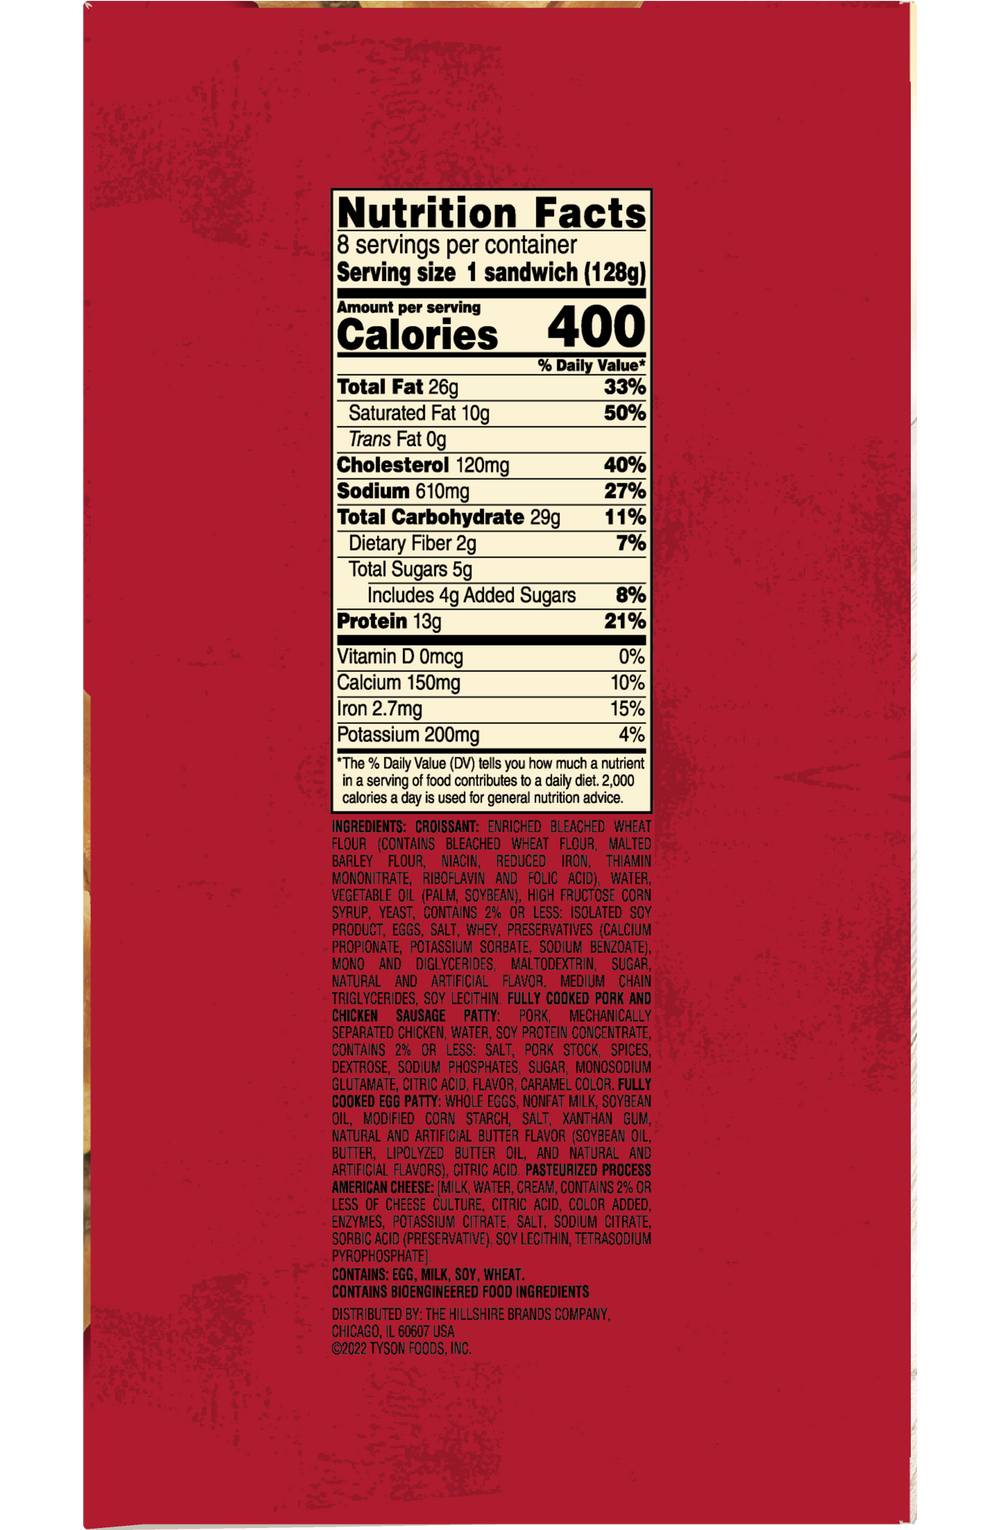 Nutrition Facts
8 servings per container
Serving size 1 sandwich (128g)
Amount per serving
Calories 400
% Daily Value*
Total Fat 26g 33%
Saturated Fat 10g 50%
Trans Fat 0g
Cholesterol 120mg 40%
Sodium 610mg 27%
Total Carbohydrate 29g 11%
Dietary Fiber 2g 7%
Total Sugars 5g
Includes 4g Added Sugars 8%
Protein 13g 21%
Vitamin D 0mcg 0%
Calcium 150mg 10%
Iron 2.7mg 15%
Potassium 200mg 4%
*The % Daily Value (DV) tells you how much a nutrient
in a serving of food contributes to a daily diet. 2,000
calories a day is used for general nutrition advice.
INGREDIENTS: CROISSANT: ENRICHED BLEACHED WHEAT
FLOUR (CONTAINS BLEACHED WHEAT FLOUR, MALTED
BARLEY FLOUR, NIACIN, REDUCED IRON, THIAMIN
MONONITRATE, RIBOFLAVIN AND FOLIC ACID), WATER,
VEGETABLE OIL (PALM, SOYBEAN), HIGH FRUCTOSE CORN
SYRUP, YEAST, CONTAINS 2% OR LESS: ISOLATED SOY
PRODUCT, EGGS, SALT, WHEY, PRESERVATIVES (CALCIUM
PROPIONATE, POTASSIUM SORBATE, SODIUM BENZOATE),
MONO AND DIGLYCERIDES, MALTODEXTRIN, SUGAR,
NATURAL AND ARTIFICIAL FLAVOR, MEDIUM CHAIN
TRIGLYCERIDES, SOY LECITHIN. FULLY COOKED PORK AND
CHICKEN SAUSAGE PATTY: PORK, MECHANICALLY
SEPARATED CHICKEN, WATER, SOY PROTEIN CONCENTRATE,
CONTAINS 2% OR LESS: SALT, PORK STOCK, SPICES,
DEXTROSE, SODIUM PHOSPHATES, SUGAR, MONOSODIUM
GLUTAMATE, CITRIC ACID, FLAVOR, CARAMEL COLOR. FULLY
COOKED EGG PATTY: WHOLE EGGS, NONFAT MILK, SOYBEAN
OIL, MODIFIED CORN STARCH, SALT, XANTHAN GUM,
NATURAL AND ARTIFICIAL BUTTER FLAVOR (SOYBEAN OIL,
BUTTER, LIPOLYZED BUTTER OIL, AND NATURAL AND
ARTIFICIAL FLAVORS), CITRIC ACID. PASTEURIZED PROCESS
AMERICAN CHEESE: [MILK, WATER, CREAM, CONTAINS 2% OR
LESS OF CHEESE CULTURE, CITRIC ACID, COLOR ADDED,
ENZYMES, POTASSIUM CITRATE, SALT, SODIUM CITRATE,
SORBIC ACID (PRESERVATIVE), SOY LECITHIN, TETRASODIUM
PYROPHOSPHATE]
CONTAINS: EGG, MILK, SOY, WHEAT.
CONTAINS BIOENGINEERED FOOD INGREDIENTS
DISTRIBUTED BY: THE HILLSHIRE BRANDS COMPANY,
CHICAGO, IL 60607 USA
©2022 TYSON FOODS, INC.